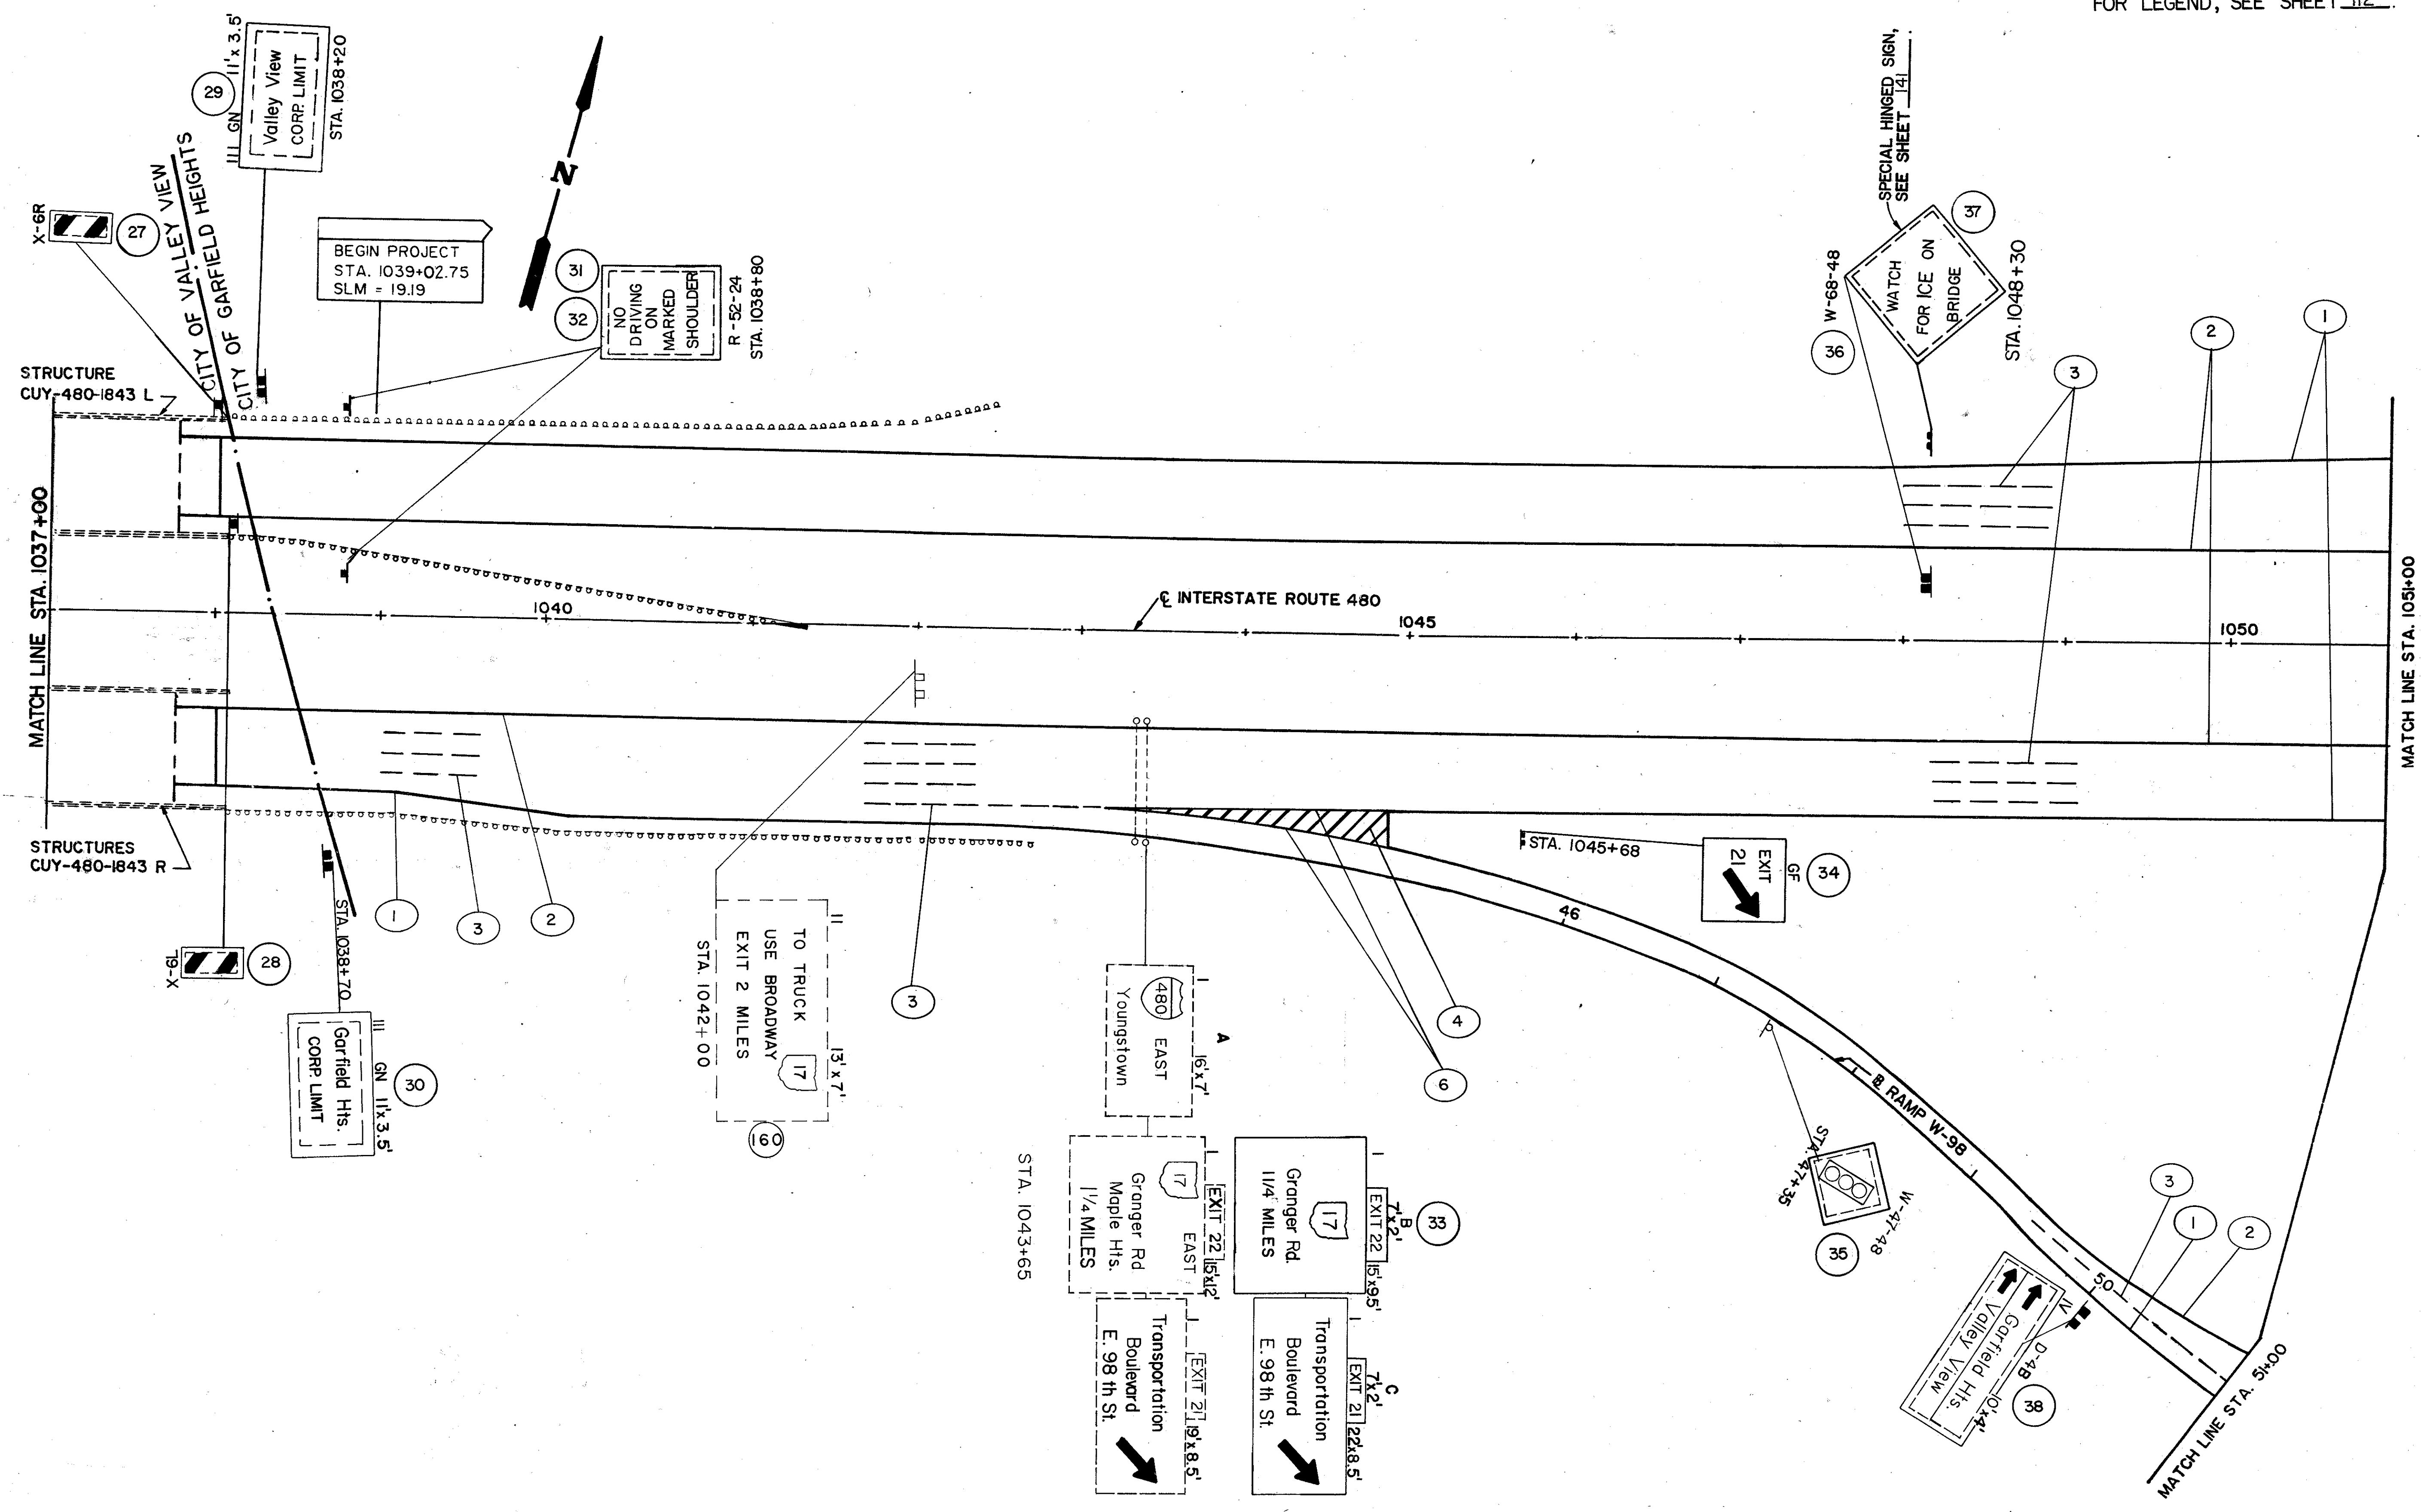 FOR LEGEND, SEE SHEET 112.
11' x 3.5'
29
III GN
Valley View
CORP. LIMIT
STA. 1038+20
X-6R
27
CITY OF VALLEY VIEW
CITY OF GARFIELD HEIGHTS
BEGIN PROJECT
STA. 1039+02.75
SLM = 19.19
N
31
32
NO
DRIVING
ON
MARKED
SHOULDER
R-52-24
STA. 1038+80
SPECIAL HINGED SIGN,
SEE SHEET 141.
37
W-68-48
36
WATCH
FOR ICE ON
BRIDGE
STA. 1048+30
3
2
1
STRUCTURE
CUY-480-1843 L
MATCH LINE STA. 1037+00
1040
℄ INTERSTATE ROUTE 480
1045
1050
MATCH LINE STA. 1051+00
STRUCTURES
CUY-480-1843 R
STA. 1038+70
1
3
2
X-6L
28
III GN 11' x 3.5'
Garfield Hts.
CORP. LIMIT
30
II 13' x 7'
TO TRUCK 17
USE BROADWAY
EXIT 2 MILES
STA. 1042+00
160
3
A
I 16' x 7'
480 EAST
Youngstown
4
6
I EXIT 22 15'x12'
17 EAST
Granger Rd
Maple Hts.
1 1/4 MILES
STA. 1043+65
B
7'x2'
I EXIT 22 15'x9.5'
17
Granger Rd.
1 1/4 MILES
33
I EXIT 21 19'x8.5'
Transportation
Boulevard
E. 98 th St.
C
7'x2'
I EXIT 21 22'x8.5'
Transportation
Boulevard
E. 98 th St.
STA. 1045+68
EXIT
21
GF
34
46
℄ RAMP W-98
STA. 47+35
W-47-48
35
3
1
2
50
IV D-4B 10'x4'
Garfield Hts.
Valley View
38
MATCH LINE STA. 51+00